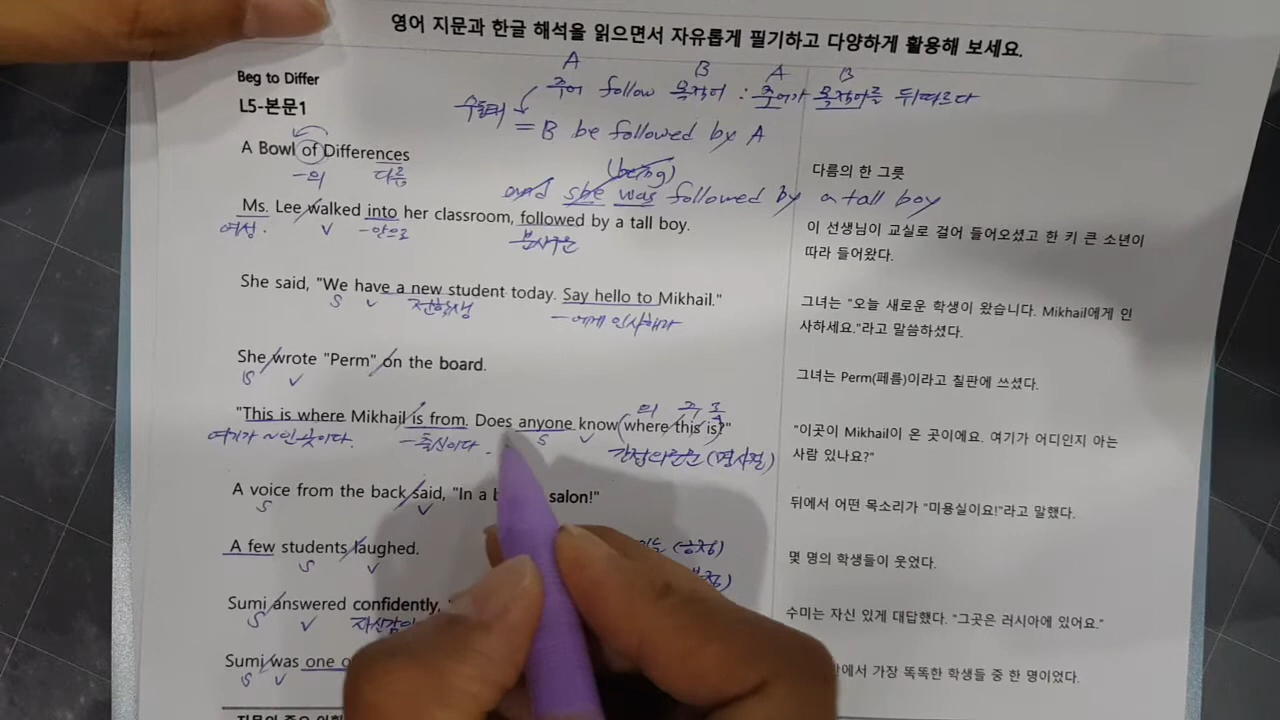 영어 지문과 한글 해석을 읽으면서 자유롭게 필기하고 다양하게 활용해 보세요.
Beg to Differ
A B A B
주어 follow 목적어 : 주어가 목적어를 뒤따르다
L5-본문1
수동태
= B be followed by A
A Bowl of Differences
다름의 한 그릇
~의 다름
(being)
and she was followed by a tall boy
Ms. Lee walked into her classroom, followed by a tall boy.
이 선생님이 교실로 걸어 들어오셨고 한 키 큰 소년이
따라 들어왔다.
여성. V ~안으로 분사구문
She said, "We have a new student today. Say hello to Mikhail."
그녀는 "오늘 새로운 학생이 왔습니다. Mikhail에게 인
사하세요."라고 말씀하셨다.
S V 전학생 ~에게 인사해라
She wrote "Perm" on the board.
그녀는 Perm(페름)이라고 칠판에 쓰셨다.
S V
의 주 동
"This is where Mikhail is from. Does anyone know (where this is?"
"이곳이 Mikhail이 온 곳이에요. 여기가 어디인지 아는
사람 있나요?"
여기가 ~인 곳이다. ~출신이다. S V 간접의문문 (명사절)
A voice from the back said, "In a salon!"
뒤에서 어떤 목소리가 "미용실이요!"라고 말했다.
S V
A few students laughed.
몇 명의 학생들이 웃었다.
S V (긍정)
Sumi answered confidently,
수미는 자신 있게 대답했다. "그곳은 러시아에 있어요."
S V 자신감
Sumi was one
에서 가장 똑똑한 학생들 중 한 명이었다.
S V